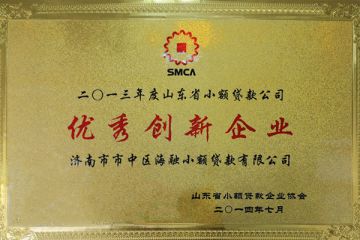 SMCA
二〇一三年度山东省小额贷款公司
优秀创新企业
济南市市中区海融小额贷款有限公司
山东省小额贷款企业协会
二〇一四年七月